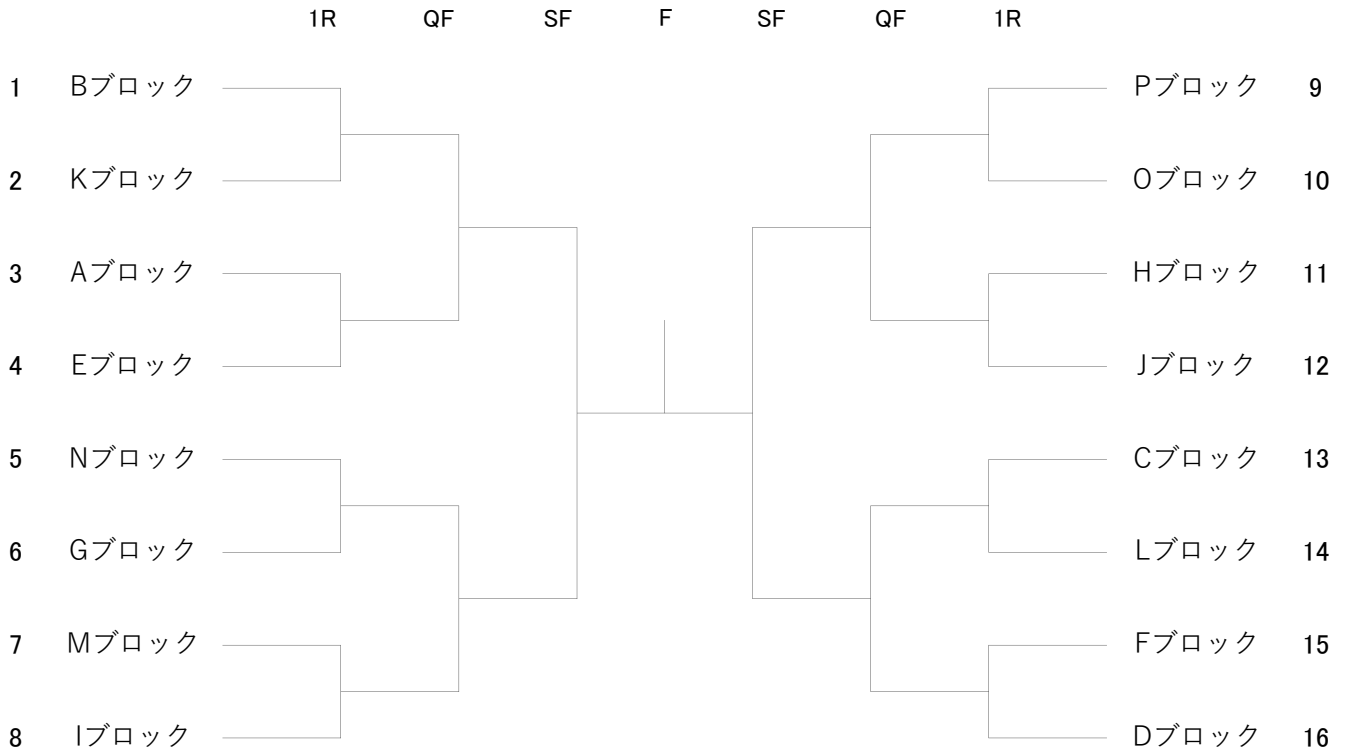 1R QF SF F SF QF 1R
1 Bブロック Pブロック 9
2 Kブロック Oブロック 10
3 Aブロック Hブロック 11
4 Eブロック Jブロック 12
5 Nブロック Cブロック 13
6 Gブロック Lブロック 14
7 Mブロック Fブロック 15
8 Iブロック Dブロック 16